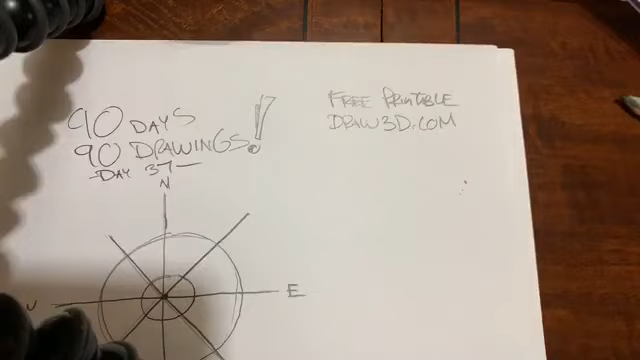 90 DAYS
90 DRAWINGS!
-DAY 37-
N
E
FREE PRINTABLE
DRAW3D.COM